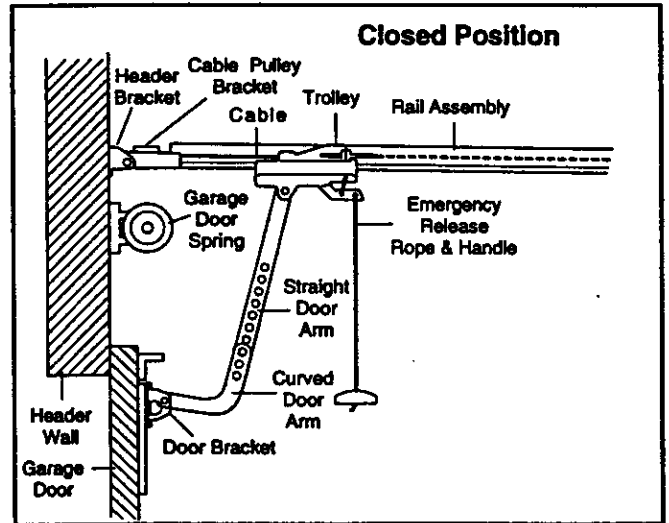 Closed Position
Header
Bracket
Cable Pulley
Bracket
Cable
Trolley
Rail Assembly
Garage
Door
Spring
Emergency
Release
Rope & Handle
Straight
Door
Arm
Curved
Door
Arm
Header
Wall
Door Bracket
Garage
Door